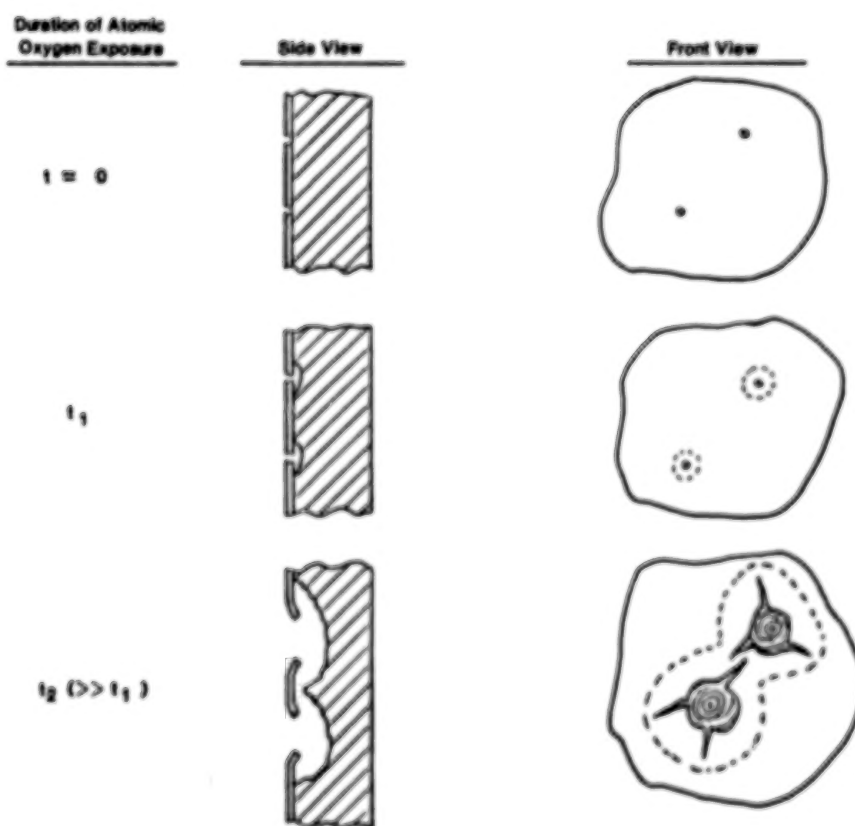 Duration of Atomic
Oxygen Exposure
Side View
Front View
t = 0
t₁
t₂ (>> t₁)